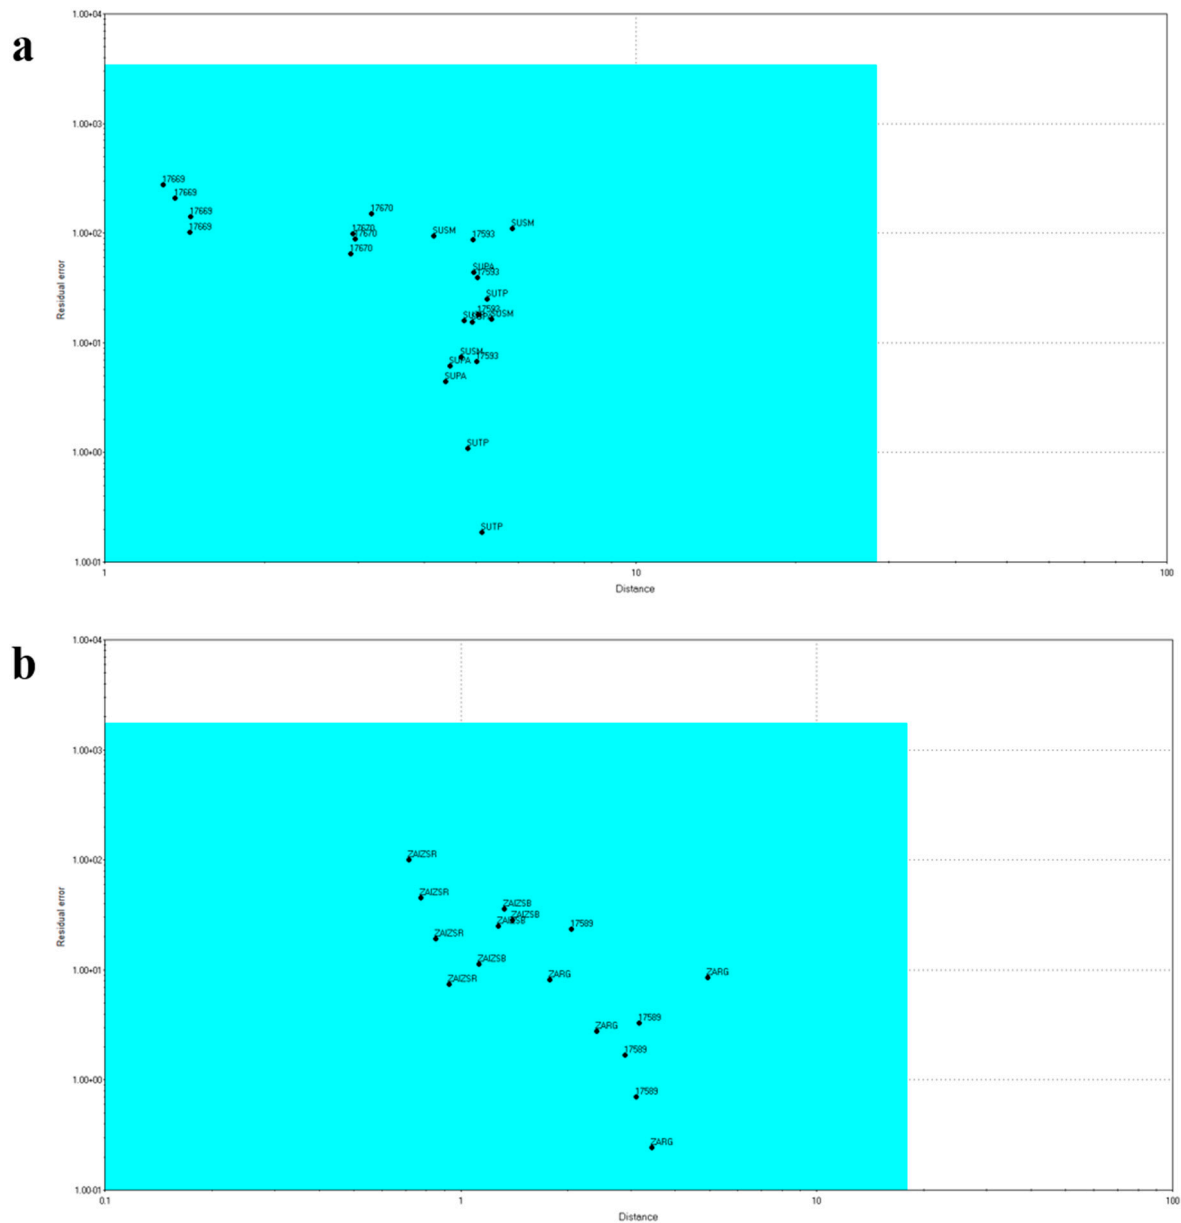 a
1.00+04
1.00+03
17669
17669
17670
17669
SUSM
1.00+02
17669
17670
SUSM
17593
17670
17670
SUPA
17593
Residual error
SUTP
17593
SUSM
1.00+01
SUSM
17593
SUPA
SUPA
SUTP
1.00+00
SUTP
1.00-01
1
10
100
Distance
b
1.00+04
1.00+03
1.00+02
ZAIZSR
ZAIZSR
ZAIZSB
ZAIZSB
ZAIZSB
17589
Residual error
ZAIZSR
ZAIZSB
1.00+01
ZAIZSR
ZARG
ZARG
17589
ZARG
17589
1.00+00
17589
ZARG
1.00-01
0.1
1
10
100
Distance